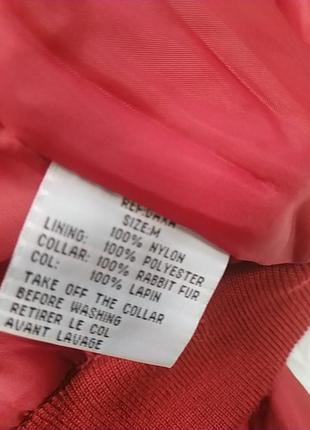 SIZE:M
100% NYLON
LINING: 100% POLYESTER
COLLAR: 100% RABBIT FUR
COL: 100% LAPIN
TAKE OFF THE COLLAR
BEFORE WASHING
RETIRER LE COL
AVANT LAVAGE